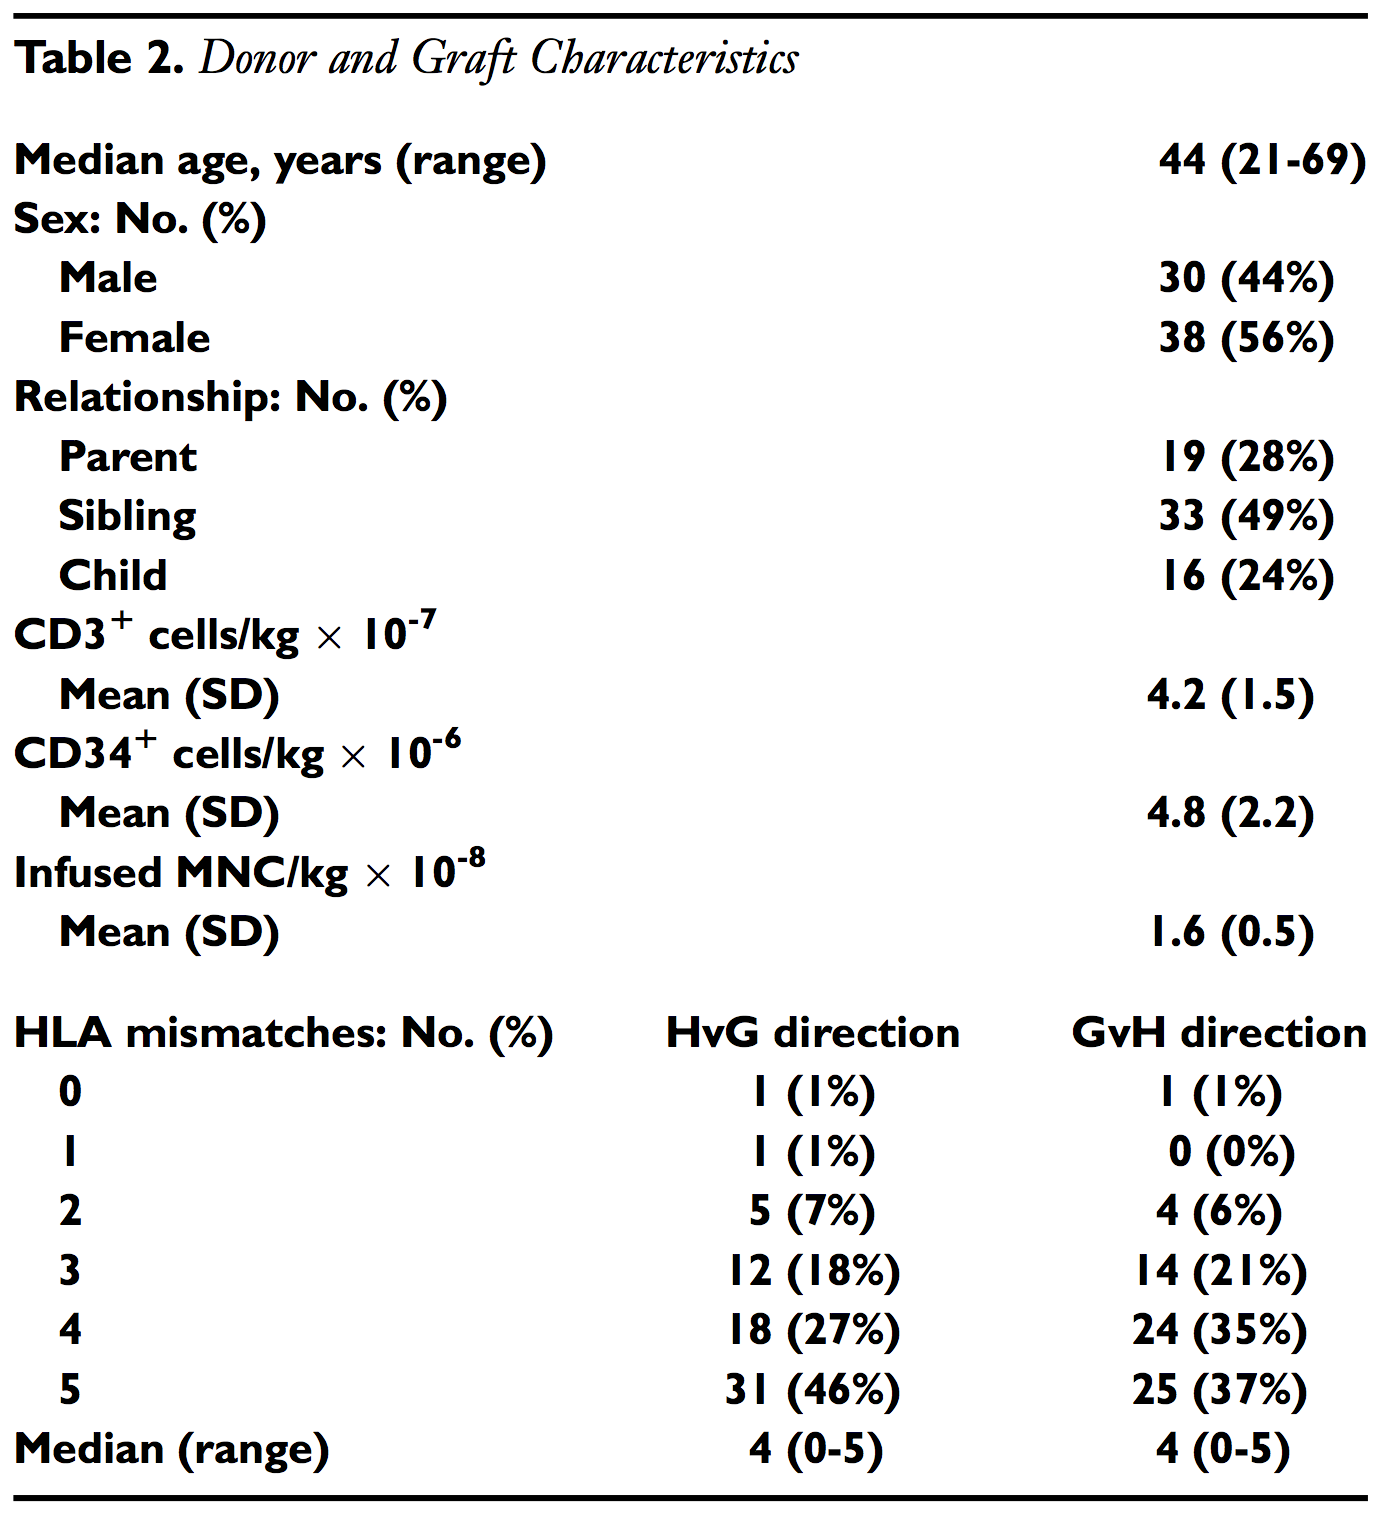 Table 2. Donor and Graft Characteristics
Median age, years (range) 44 (21-69)
Sex: No. (%)
Male 30 (44%)
Female 38 (56%)
Relationship: No. (%)
Parent 19 (28%)
Sibling 33 (49%)
Child 16 (24%)
CD3⁺ cells/kg × 10⁻⁷
Mean (SD) 4.2 (1.5)
CD34⁺ cells/kg × 10⁻⁶
Mean (SD) 4.8 (2.2)
Infused MNC/kg × 10⁻⁸
Mean (SD) 1.6 (0.5)
HLA mismatches: No. (%) HvG direction GvH direction
0 1 (1%) 1 (1%)
1 1 (1%) 0 (0%)
2 5 (7%) 4 (6%)
3 12 (18%) 14 (21%)
4 18 (27%) 24 (35%)
5 31 (46%) 25 (37%)
Median (range) 4 (0-5) 4 (0-5)